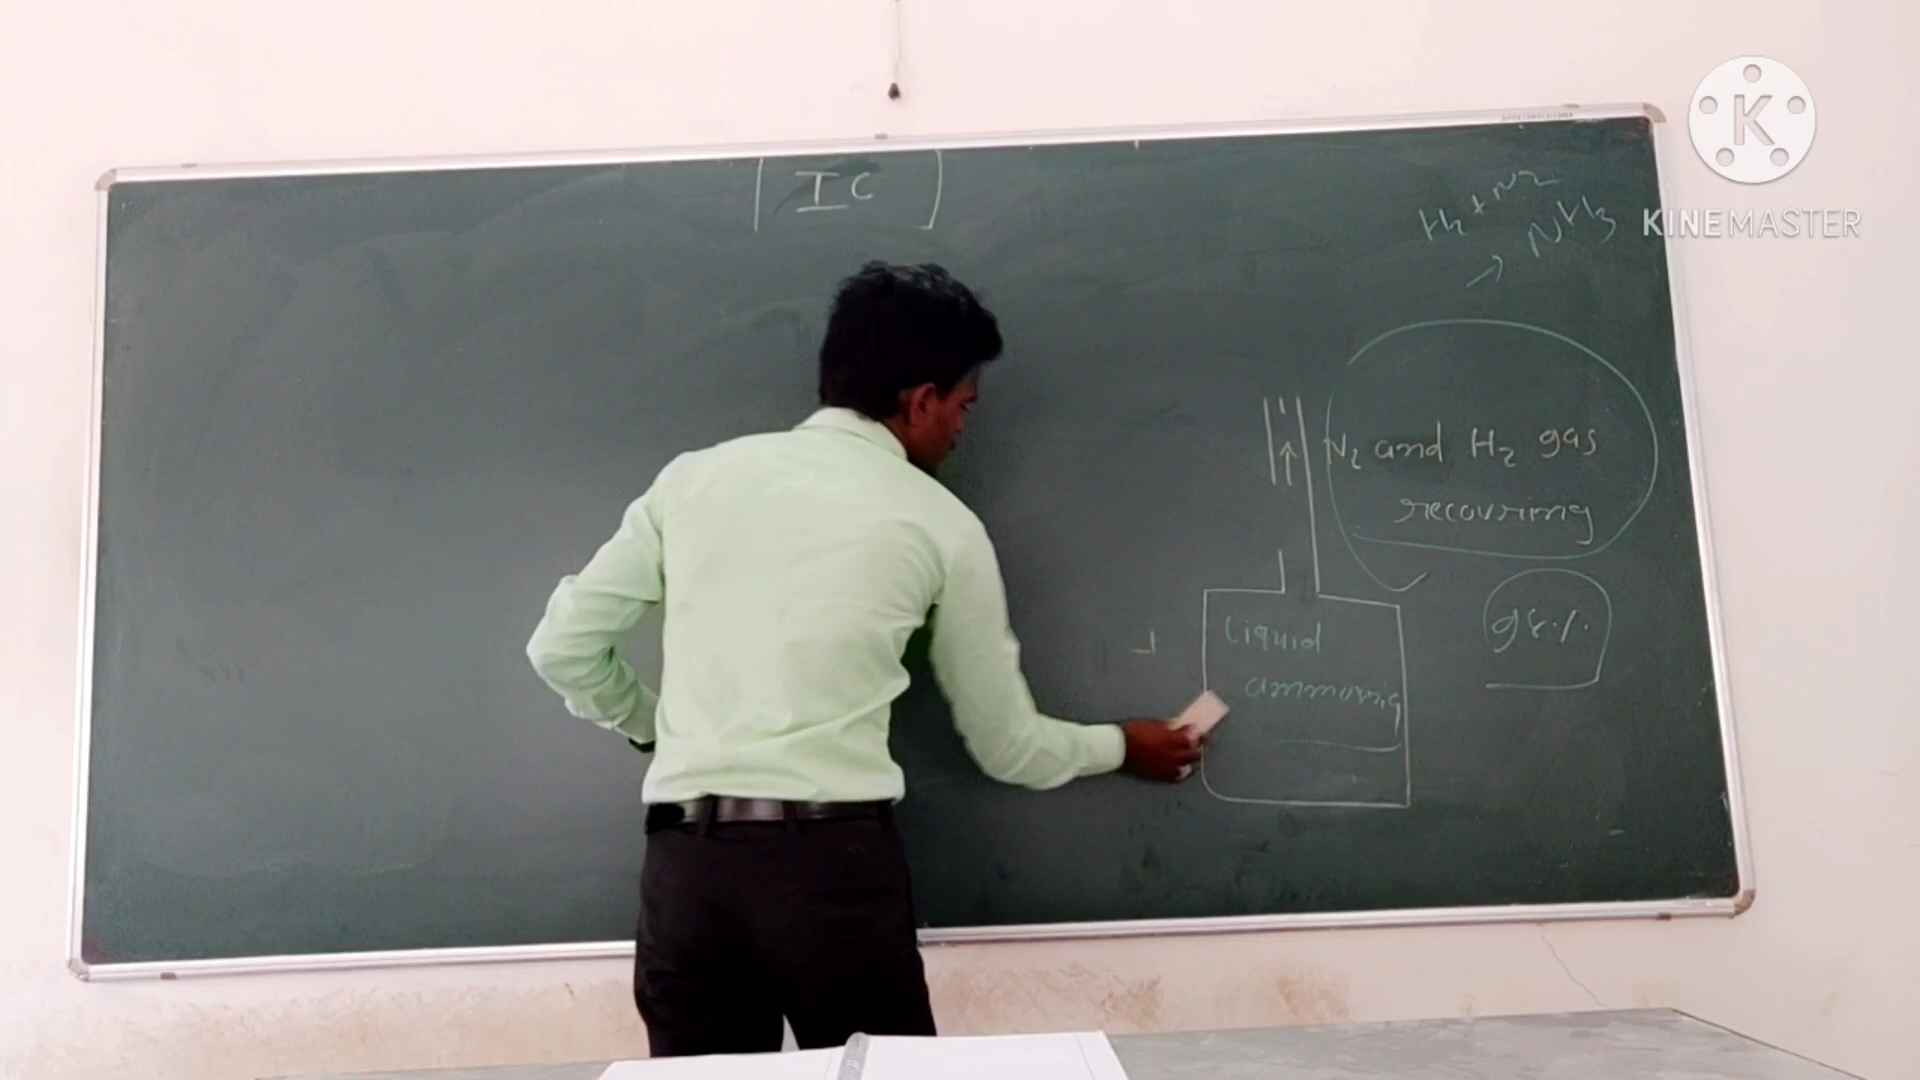 IC
H2 + N2
→ NH3
N2 and H2 gas
recovring
98%.
Liquid
ammonia
K
KINEMASTER